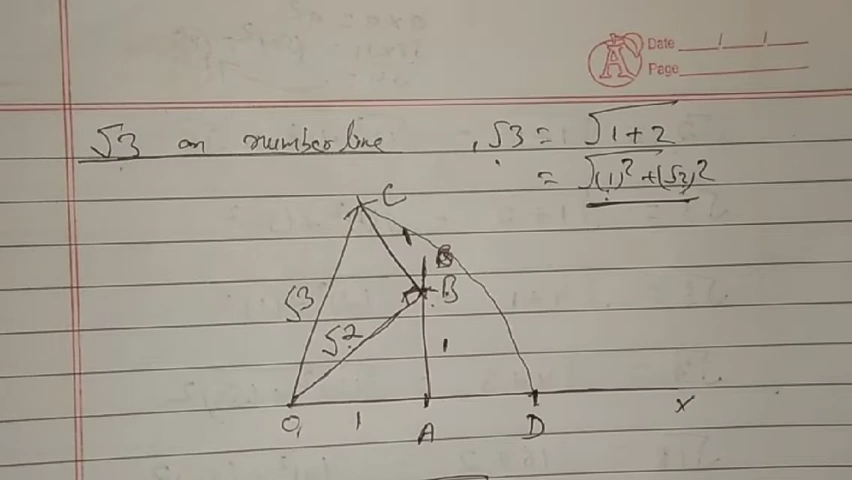 A
Date
Page
√3 on number line , √3 = √1+2
= √(1)²+(√2)²
C
1
B
√3
√2
1
O, 1 A D X